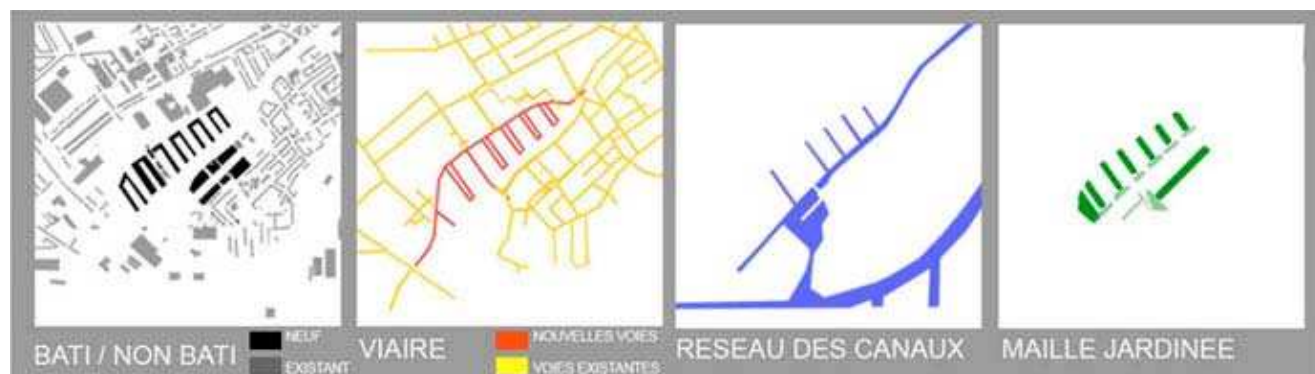 BATI / NON BATI
NEUF
EXISTANT
VIAIRE
NOUVELLES VOIES
VOIES EXISTANTES
RESEAU DES CANAUX
MAILLE JARDINEE